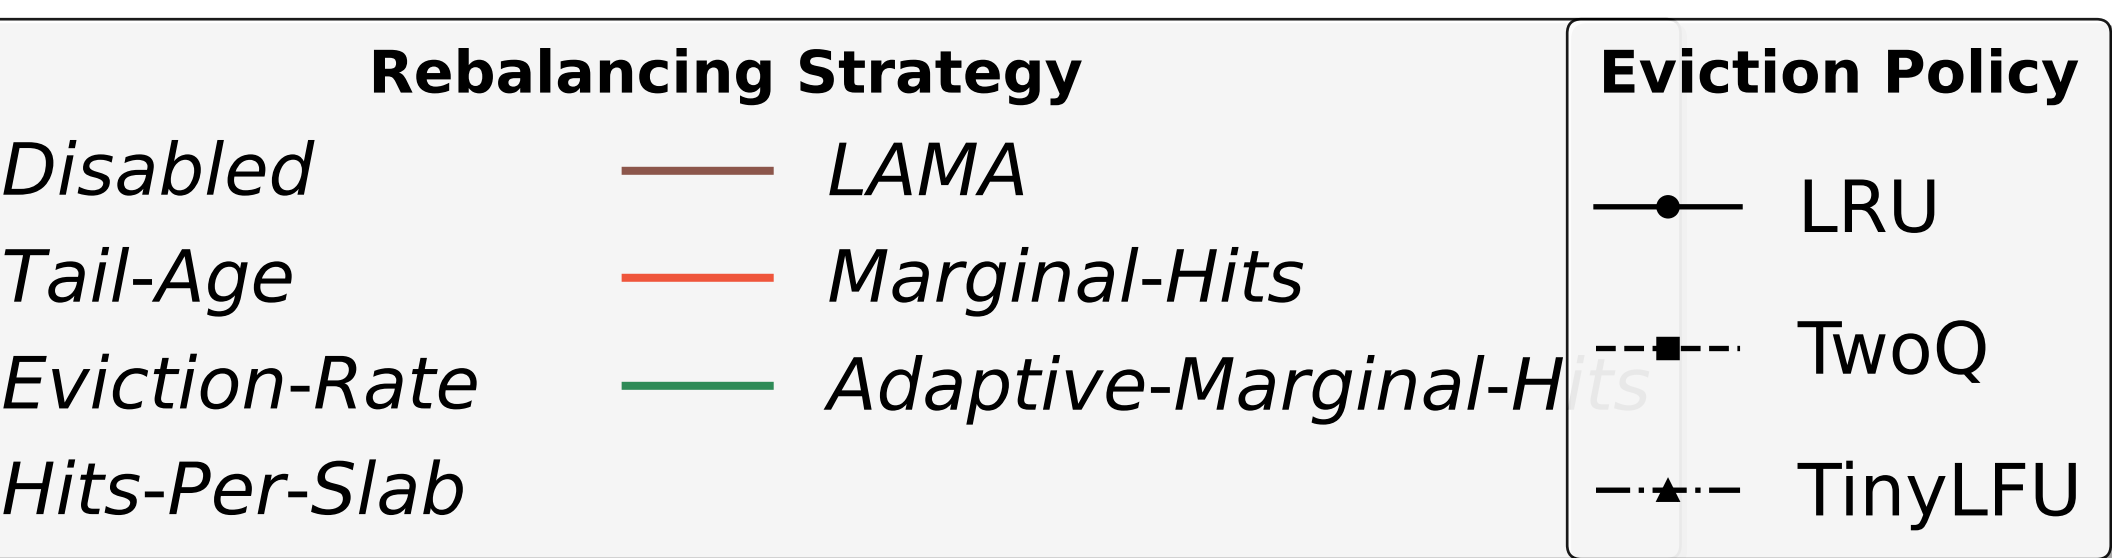 Rebalancing Strategy
Disabled
Tail-Age
Eviction-Rate
Hits-Per-Slab
LAMA
Marginal-Hits
Adaptive-Marginal-Hits
Eviction Policy
LRU
TwoQ
TinyLFU